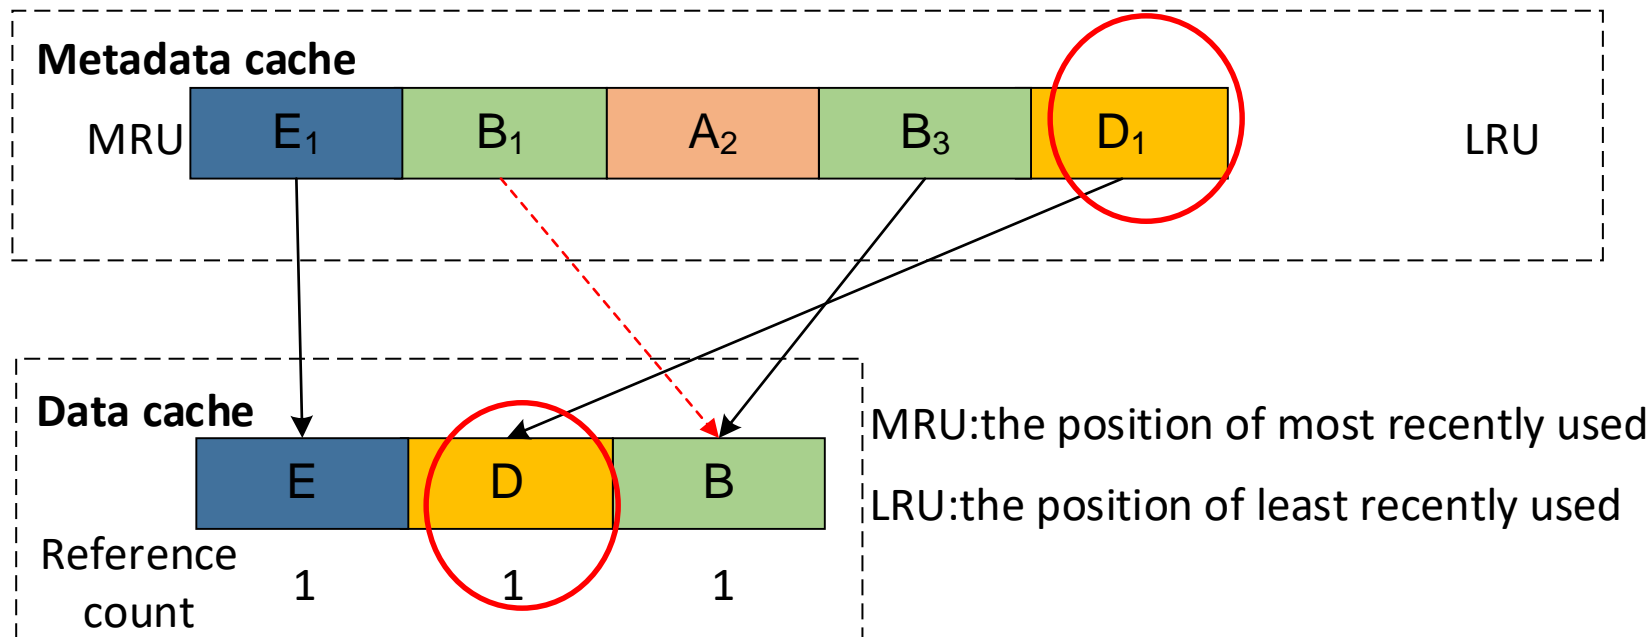 Metadata cache
MRU E₁ B₁ A₂ B₃ D₁ LRU
Data cache
E D B
Reference count 1 1 1
MRU:the position of most recently used
LRU:the position of least recently used